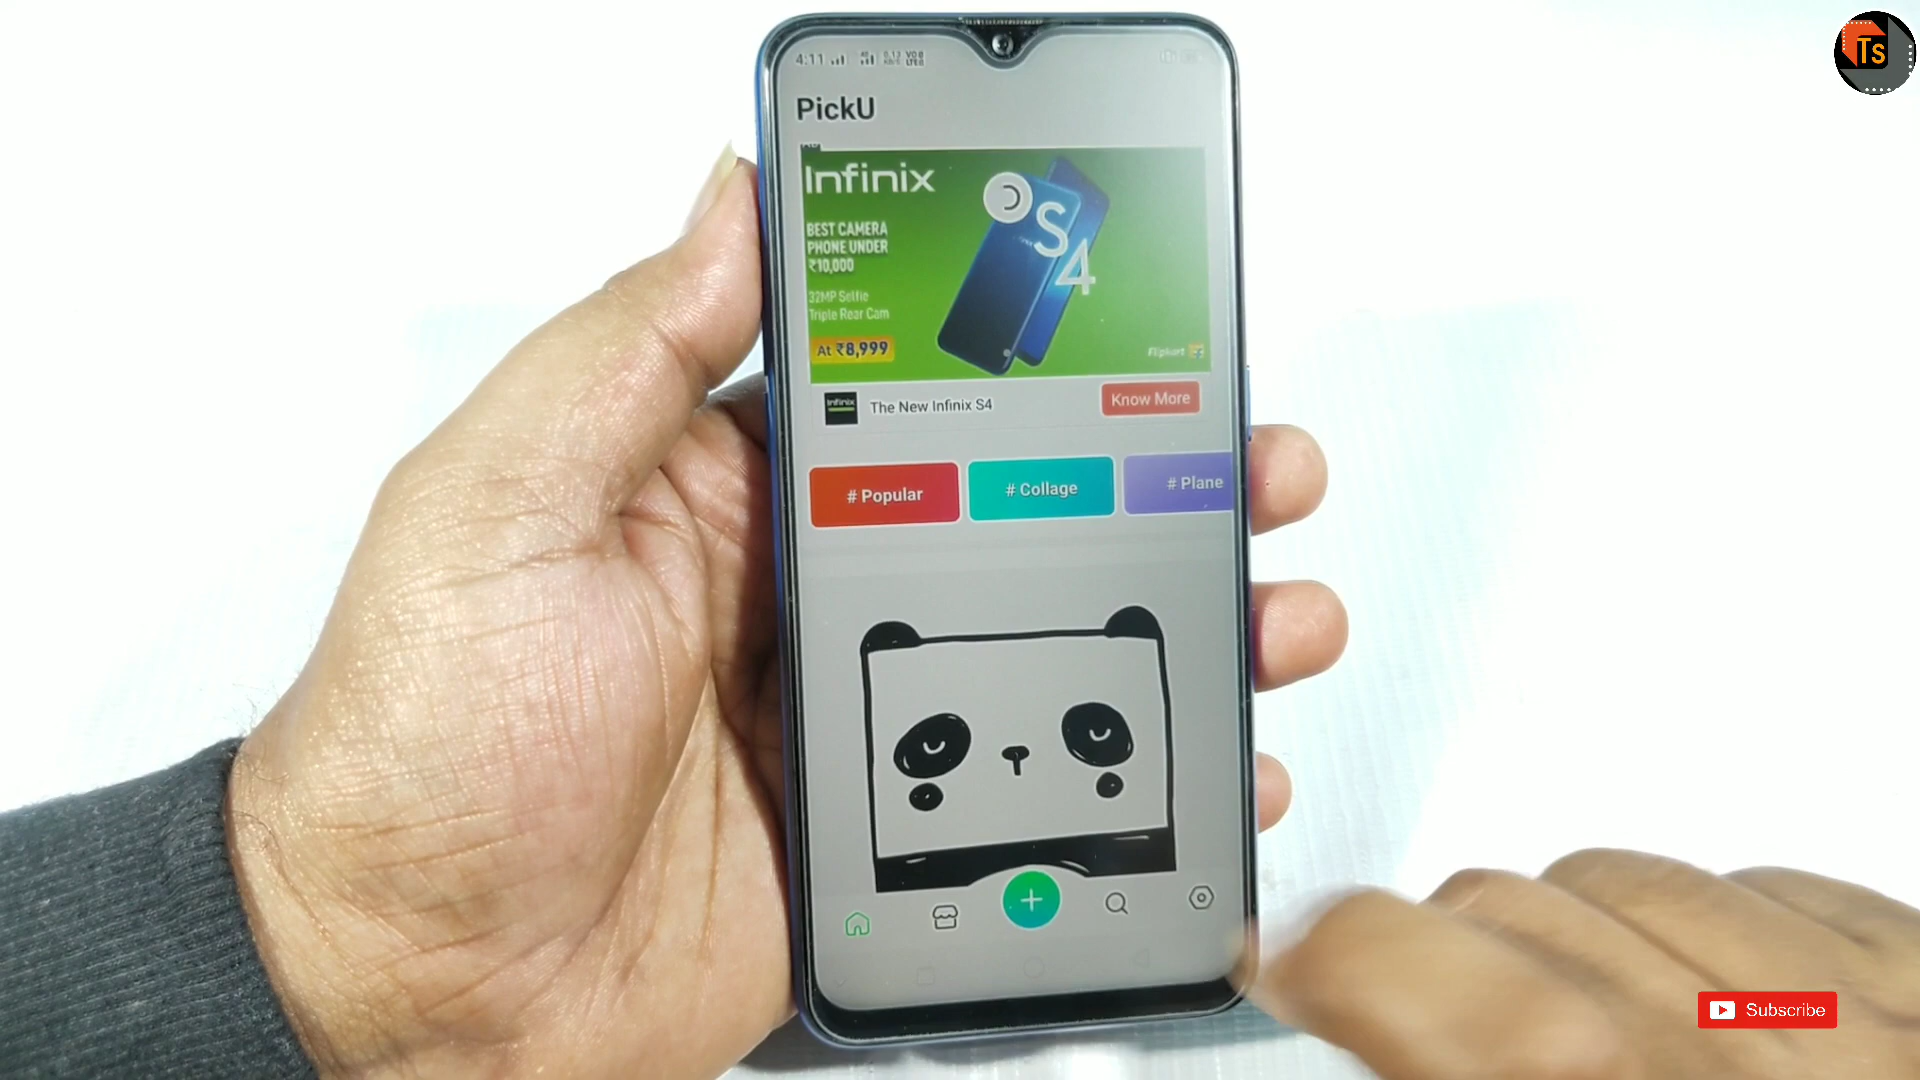 Ts
4:11
PickU
Infinix
S4
BEST CAMERA
PHONE UNDER
₹10,000
32MP Selfie
Triple Rear Cam
At ₹8,999
Flipkart
Infinix
The New Infinix S4
Know More
# Popular
# Collage
# Plane
Subscribe